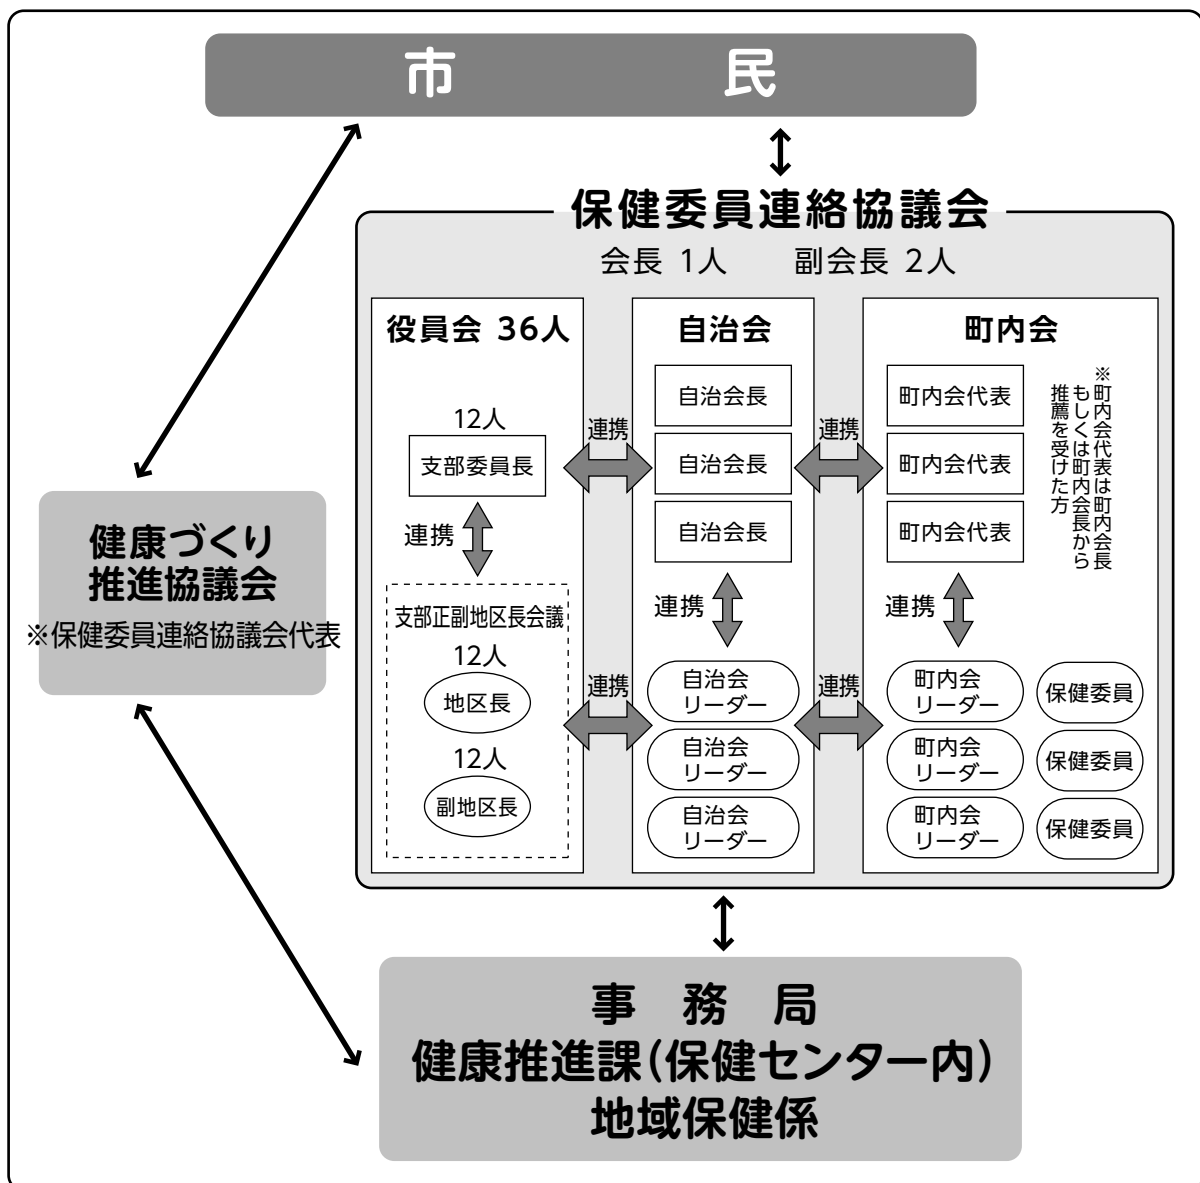 市　民
保健委員連絡協議会
会長 1人　副会長 2人
役員会 36人
12人
支部委員長
連携
支部正副地区長会議
12人
地区長
12人
副地区長
連携
連携
自治会
自治会長
自治会長
自治会長
連携
自治会
リーダー
自治会
リーダー
自治会
リーダー
連携
連携
町内会
町内会代表
町内会代表
町内会代表
※町内会代表は町内会長
もしくは町内会長から
推薦を受けた方
連携
町内会
リーダー
町内会
リーダー
町内会
リーダー
保健委員
保健委員
保健委員
健康づくり
推進協議会
※保健委員連絡協議会代表
事　務　局
健康推進課(保健センター内)
地域保健係